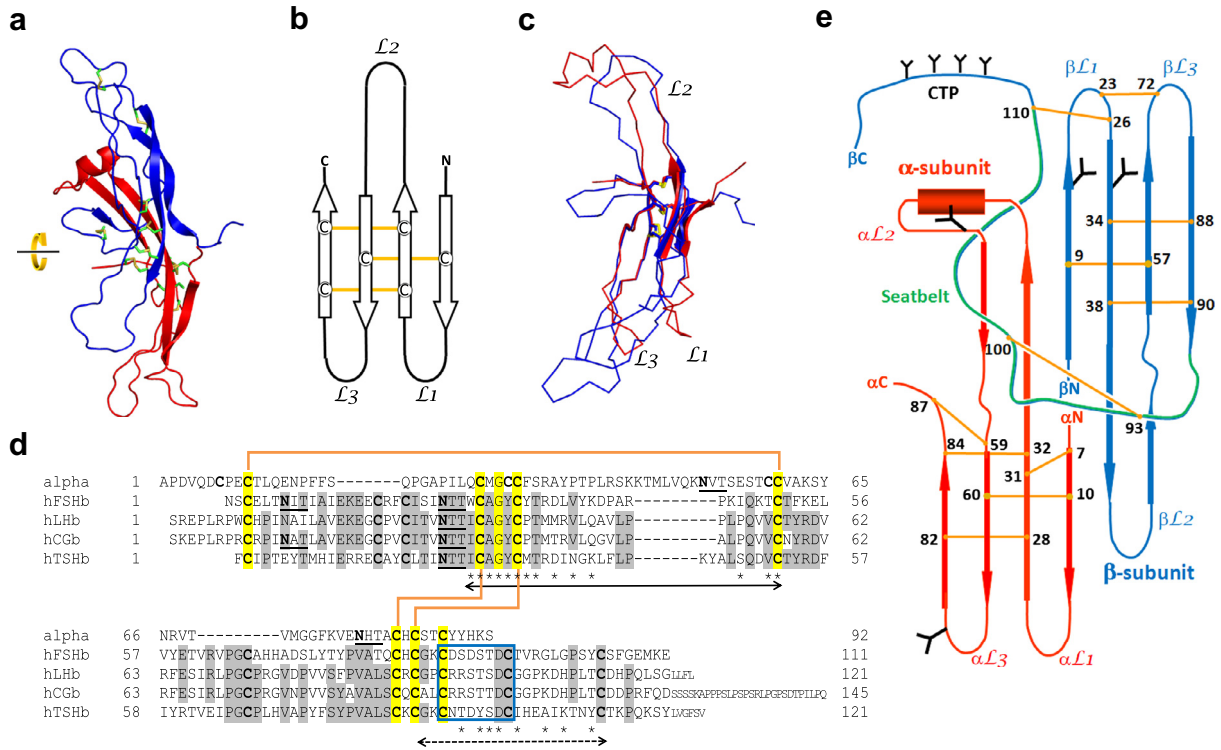 a
b
c
e
ℒ2
C
N
C C
C C
C C
ℒ3
ℒ1
ℒ2
ℒ3
ℒ1
CTP
βℒ1
23
72
βℒ3
110
26
βC
α-subunit
34
88
αℒ2
9
57
Seatbelt
38
90
100
βN
αC
αN
93
87
84
59
32
7
31
60
10
βℒ2
82
28
β-subunit
αℒ3
αℒ1
d
alpha 1 APDVQDCPECTLQENPFFS-------QPGAPILQCMGCCFSRAYPTPLRSKKTMLVQKNVTSESTCCVAKSY 65
hFSHb 1 NSCELTNITIAIEKEECRFCISINTTWCAGYCYTRDLVYKDPAR----------PKIQKTCTFKEL 56
hLHb 1 SREPLRPWCHPINAILAVEKEGCPVCITVNTTICAGYCPTMMRVLQAVLP----------PLPQVVCTYRDV 62
hCGb 1 SKEPLRPRCRPINATLAVEKEGCPVCITVNTTICAGYCPTMTRVLQGVLP----------PLPQVVCNYRDV 62
hTSHb 1 FCIPTEYTMHIERRECAYCLTINTTICAGYCMTRDINGKLFLP----------KYALSQDVCTYRDF 57
alpha 66 NRVT---------VMGGFKVENHTACHCSTCYYHKS 92
hFSHb 57 VYETVRVPGCAHHADSLYTYPVATQCHCGKCDSDSTDCTVRGLGPSYCSFGEMKE 111
hLHb 63 RFESIRLPGCPRGVDPVVSFPVALSCRCGPCRRSTSDCGGPKDHPLTCDHPQLSGLLFL 121
hCGb 63 RFESIRLPGCPRGVNPVVSYAVALSCQCALCRRSTTDCGGPKDHPLTCDDPRFQDSSSSKAPPPSLPSPSRLPGPSDTPILPQ 145
hTSHb 58 IYRTVEIPGCPLHVAPYFSYPVALSCKCGKCNTDYSDCIHEAIKTNYCTKPQKSYLVGFSV 121